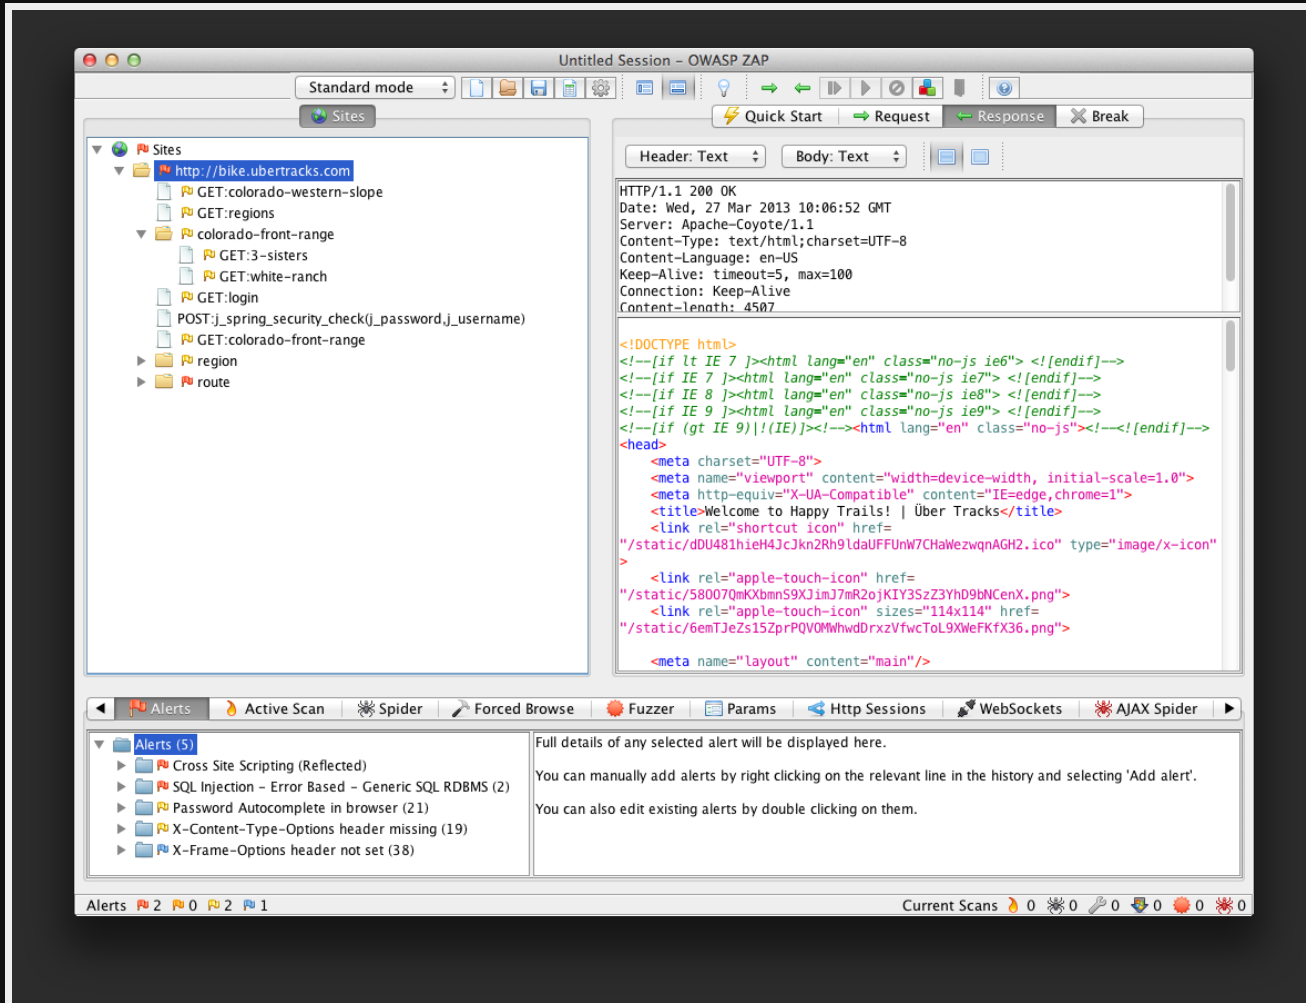 Untitled Session – OWASP ZAP
Standard mode
Sites
Quick Start
Request
Response
Break
Sites
http://bike.ubertracks.com
GET:colorado-western-slope
GET:regions
colorado-front-range
GET:3-sisters
GET:white-ranch
GET:login
POST:j_spring_security_check(j_password,j_username)
GET:colorado-front-range
region
route
Header: Text
Body: Text
HTTP/1.1 200 OK
Date: Wed, 27 Mar 2013 10:06:52 GMT
Server: Apache-Coyote/1.1
Content-Type: text/html;charset=UTF-8
Content-Language: en-US
Keep-Alive: timeout=5, max=100
Connection: Keep-Alive
Content-length: 4507
<!DOCTYPE html>
<!--[if lt IE 7 ]><html lang="en" class="no-js ie6"> <![endif]-->
<!--[if IE 7 ]><html lang="en" class="no-js ie7"> <![endif]-->
<!--[if IE 8 ]><html lang="en" class="no-js ie8"> <![endif]-->
<!--[if IE 9 ]><html lang="en" class="no-js ie9"> <![endif]-->
<!--[if (gt IE 9)|!(IE)]><!--><html lang="en" class="no-js"><!--<![endif]-->
<head>
<meta charset="UTF-8">
<meta name="viewport" content="width=device-width, initial-scale=1.0">
<meta http-equiv="X-UA-Compatible" content="IE=edge,chrome=1">
<title>Welcome to Happy Trails! | Über Tracks</title>
<link rel="shortcut icon" href=
"/static/dDU481hieH4JcJkn2Rh9ldaUFFUnW7CHaWezwqnAGH2.ico" type="image/x-icon"
>
<link rel="apple-touch-icon" href=
"/static/58OO7QmKXbmnS9XJimJ7mR2ojKIY3SzZ3YhD9bNCenX.png">
<link rel="apple-touch-icon" sizes="114x114" href=
"/static/6emTJeZs15ZprPQVOMWhwdDrxzVfwcToL9XWeFKfX36.png">
<meta name="layout" content="main"/>
Alerts
Active Scan
Spider
Forced Browse
Fuzzer
Params
Http Sessions
WebSockets
AJAX Spider
Alerts (5)
Cross Site Scripting (Reflected)
SQL Injection – Error Based – Generic SQL RDBMS (2)
Password Autocomplete in browser (21)
X-Content-Type-Options header missing (19)
X-Frame-Options header not set (38)
Full details of any selected alert will be displayed here.
You can manually add alerts by right clicking on the relevant line in the history and selecting 'Add alert'.
You can also edit existing alerts by double clicking on them.
Alerts 2 0 2 1
Current Scans 0 0 0 0 0 0